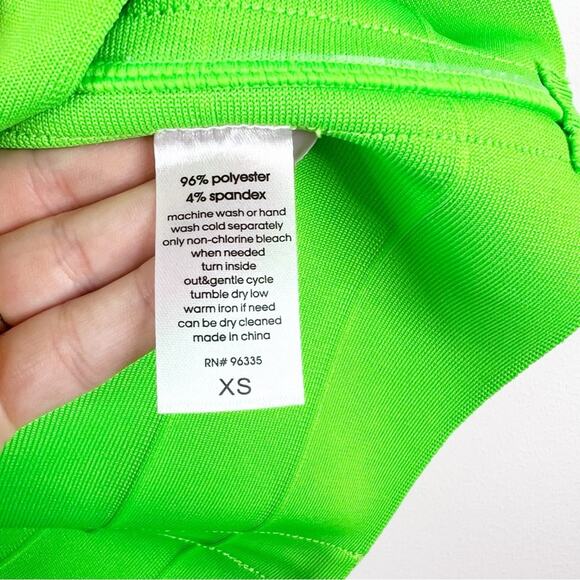 96% polyester
4% spandex
machine wash or hand
wash cold separately
only non-chlorine bleach
when needed
turn inside
out&gentle cycle
tumble dry low
warm iron if need
can be dry cleaned
made in china
RN# 96335
XS